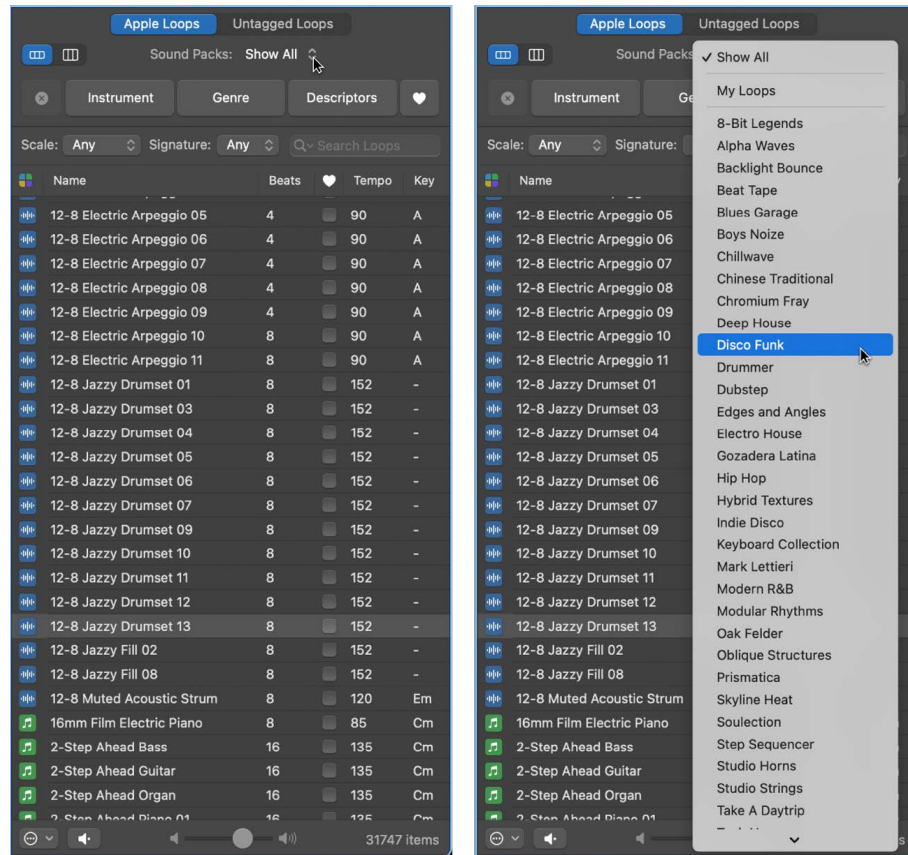 Apple Loops Untagged Loops
Sound Packs: Show All
Instrument Genre Descriptors
Scale: Any Signature: Any Search Loops
Name Beats Tempo Key
12-8 Electric Arpeggio 05 4 90 A
12-8 Electric Arpeggio 06 4 90 A
12-8 Electric Arpeggio 07 4 90 A
12-8 Electric Arpeggio 08 4 90 A
12-8 Electric Arpeggio 09 4 90 A
12-8 Electric Arpeggio 10 8 90 A
12-8 Electric Arpeggio 11 8 90 A
12-8 Jazzy Drumset 01 8 152 -
12-8 Jazzy Drumset 03 8 152 -
12-8 Jazzy Drumset 04 8 152 -
12-8 Jazzy Drumset 05 8 152 -
12-8 Jazzy Drumset 06 8 152 -
12-8 Jazzy Drumset 07 8 152 -
12-8 Jazzy Drumset 09 8 152 -
12-8 Jazzy Drumset 10 8 152 -
12-8 Jazzy Drumset 11 8 152 -
12-8 Jazzy Drumset 12 8 152 -
12-8 Jazzy Drumset 13 8 152 -
12-8 Jazzy Fill 02 8 152 -
12-8 Jazzy Fill 08 8 152 -
12-8 Muted Acoustic Strum 8 120 Em
16mm Film Electric Piano 8 85 Cm
2-Step Ahead Bass 16 135 Cm
2-Step Ahead Guitar 16 135 Cm
2-Step Ahead Organ 16 135 Cm
2-Step Ahead Piano 01 16 135 Cm
31747 items
Apple Loops Untagged Loops
Sound Packs
Instrument Ge
Scale: Any Signature:
Name
12-8 Electric Arpeggio 05
12-8 Electric Arpeggio 06
12-8 Electric Arpeggio 07
12-8 Electric Arpeggio 08
12-8 Electric Arpeggio 09
12-8 Electric Arpeggio 10
12-8 Electric Arpeggio 11
12-8 Jazzy Drumset 01
12-8 Jazzy Drumset 03
12-8 Jazzy Drumset 04
12-8 Jazzy Drumset 05
12-8 Jazzy Drumset 06
12-8 Jazzy Drumset 07
12-8 Jazzy Drumset 09
12-8 Jazzy Drumset 10
12-8 Jazzy Drumset 11
12-8 Jazzy Drumset 12
12-8 Jazzy Drumset 13
12-8 Jazzy Fill 02
12-8 Jazzy Fill 08
12-8 Muted Acoustic Strum
16mm Film Electric Piano
2-Step Ahead Bass
2-Step Ahead Guitar
2-Step Ahead Organ
2-Step Ahead Piano 01
Show All
My Loops
8-Bit Legends
Alpha Waves
Backlight Bounce
Beat Tape
Blues Garage
Boys Noize
Chillwave
Chinese Traditional
Chromium Fray
Deep House
Disco Funk
Drummer
Dubstep
Edges and Angles
Electro House
Gozadera Latina
Hip Hop
Hybrid Textures
Indie Disco
Keyboard Collection
Mark Lettieri
Modern R&B
Modular Rhythms
Oak Felder
Oblique Structures
Prismatica
Skyline Heat
Soulection
Step Sequencer
Studio Horns
Studio Strings
Take A Daytrip